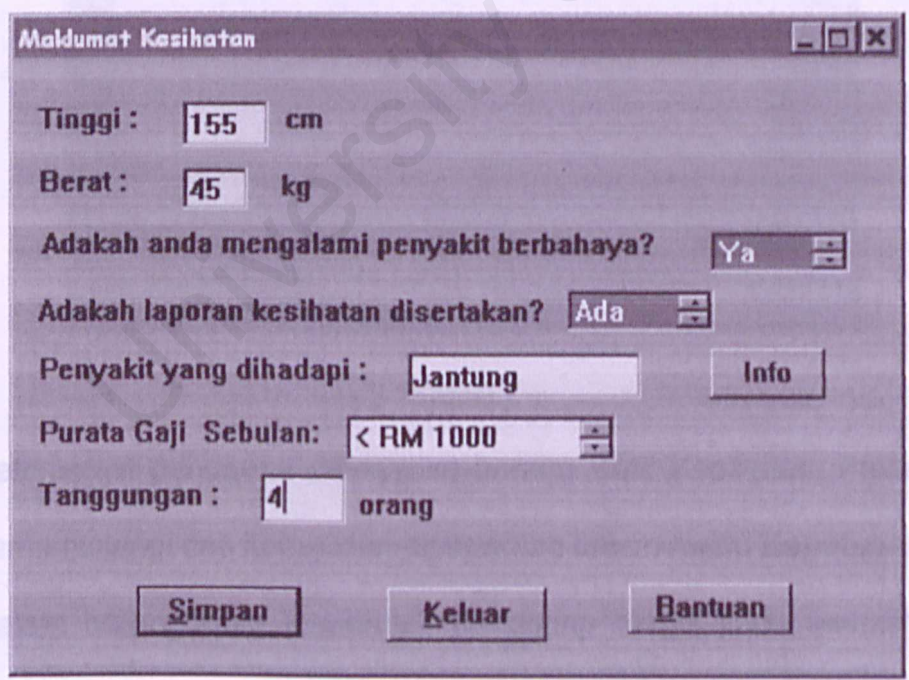 Maklumat Kesihatan
Tinggi : 155 cm
Berat : 45 kg
Adakah anda mengalami penyakit berbahaya? Ya
Adakah laporan kesihatan disertakan? Ada
Penyakit yang dihadapi : Jantung Info
Purata Gaji Sebulan: < RM 1000
Tanggungan : 4 orang
Simpan Keluar Bantuan
University